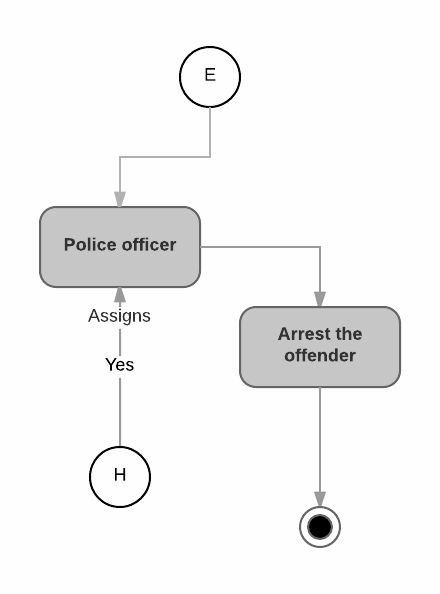 E
Police officer
Assigns
Arrest the
offender
Yes
H